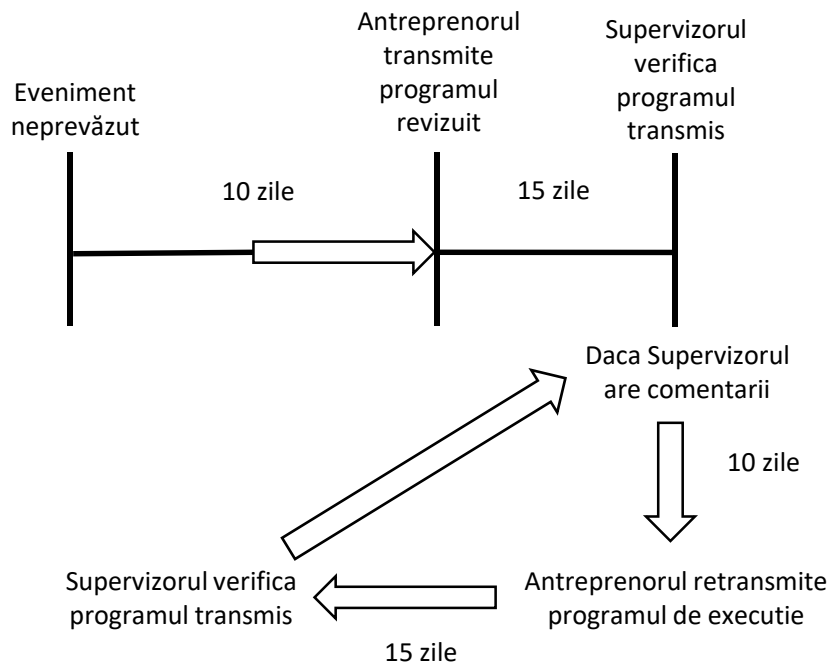 Eveniment
neprevăzut
10 zile
Antreprenorul
transmite
programul
revizuit
15 zile
Supervizorul
verifica
programul
transmis
Daca Supervizorul
are comentarii
10 zile
Antreprenorul retransmite
programul de executie
15 zile
Supervizorul verifica
programul transmis